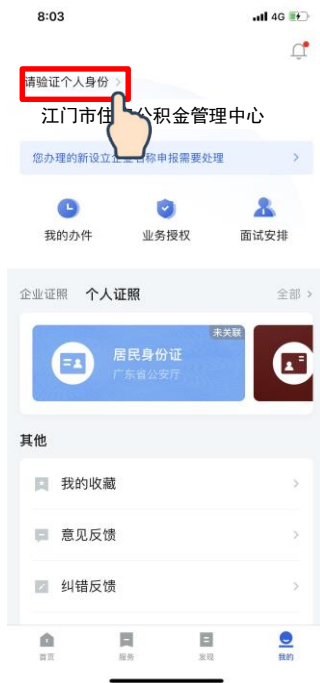 8:03
4G
请验证个人身份 >
江门市住 公积金管理中心
您办理的新设立企业名称申报需要处理 >
我的办件 业务授权 面试安排
企业证照 个人证照 全部 >
未关联
居民身份证
广东省公安厅
其他
我的收藏 >
意见反馈 >
纠错反馈 >
首页 服务 发现 我的